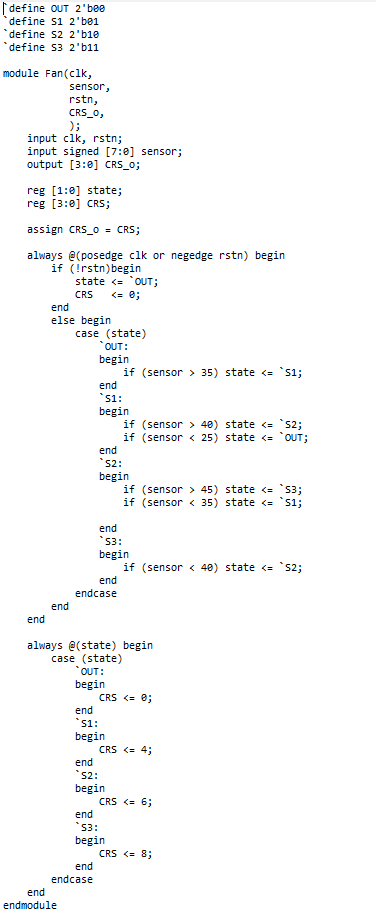 `define OUT 2'b00
`define S1 2'b01
`define S2 2'b10
`define S3 2'b11

module Fan(clk,
           sensor,
           rstn,
           CRS_o,
           );
    input clk, rstn;
    input signed [7:0] sensor;
    output [3:0] CRS_o;

    reg [1:0] state;
    reg [3:0] CRS;

    assign CRS_o = CRS;

    always @(posedge clk or negedge rstn) begin
        if (!rstn)begin
            state <= `OUT;
            CRS   <= 0;
        end
        else begin
            case (state)
                `OUT:
                begin
                    if (sensor > 35) state <= `S1;
                end
                `S1:
                begin
                    if (sensor > 40) state <= `S2;
                    if (sensor < 25) state <= `OUT;
                end
                `S2:
                begin
                    if (sensor > 45) state <= `S3;
                    if (sensor < 35) state <= `S1;

                end
                `S3:
                begin
                    if (sensor < 40) state <= `S2;
                end
            endcase
        end
    end

    always @(state) begin
        case (state)
            `OUT:
            begin
                CRS <= 0;
            end
            `S1:
            begin
                CRS <= 4;
            end
            `S2:
            begin
                CRS <= 6;
            end
            `S3:
            begin
                CRS <= 8;
            end
        endcase
    end
endmodule